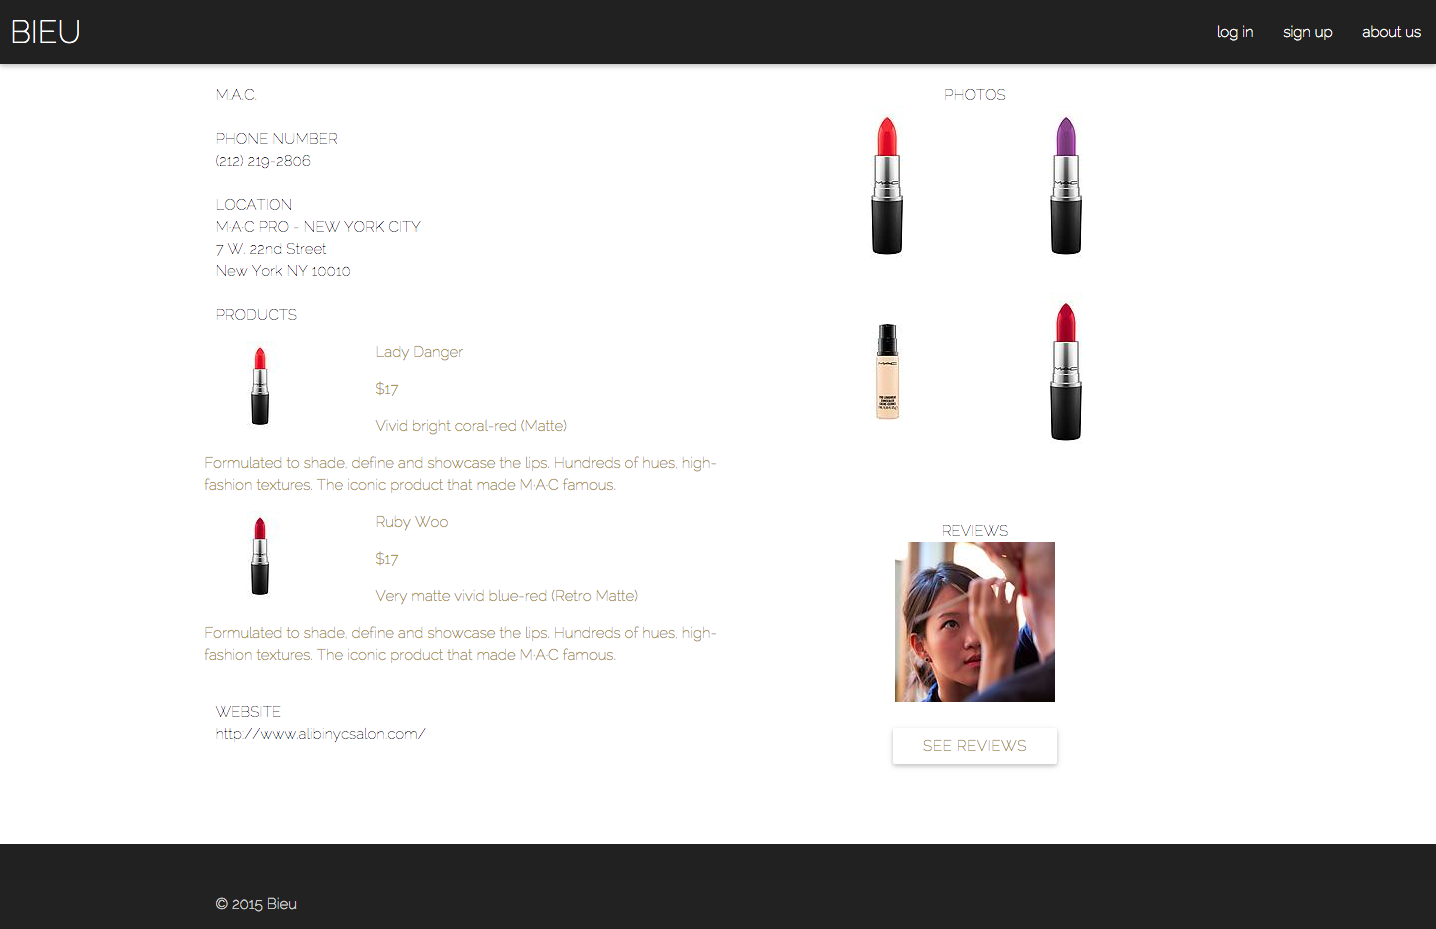 BIEU
log in
sign up
about us
M.A.C.
PHONE NUMBER
(212) 219-2806
LOCATION
M·A·C PRO - NEW YORK CITY
7 W. 22nd Street
New York NY 10010
PRODUCTS
Lady Danger
$17
Vivid bright coral-red (Matte)
Formulated to shade, define and showcase the lips. Hundreds of hues, high-
fashion textures. The iconic product that made M·A·C famous.
Ruby Woo
$17
Very matte vivid blue-red (Retro Matte)
Formulated to shade, define and showcase the lips. Hundreds of hues, high-
fashion textures. The iconic product that made M·A·C famous.
WEBSITE
http://www.alibinycsalon.com/
PHOTOS
MAC
MAC
MAC
MAC
REVIEWS
SEE REVIEWS
© 2015 Bieu